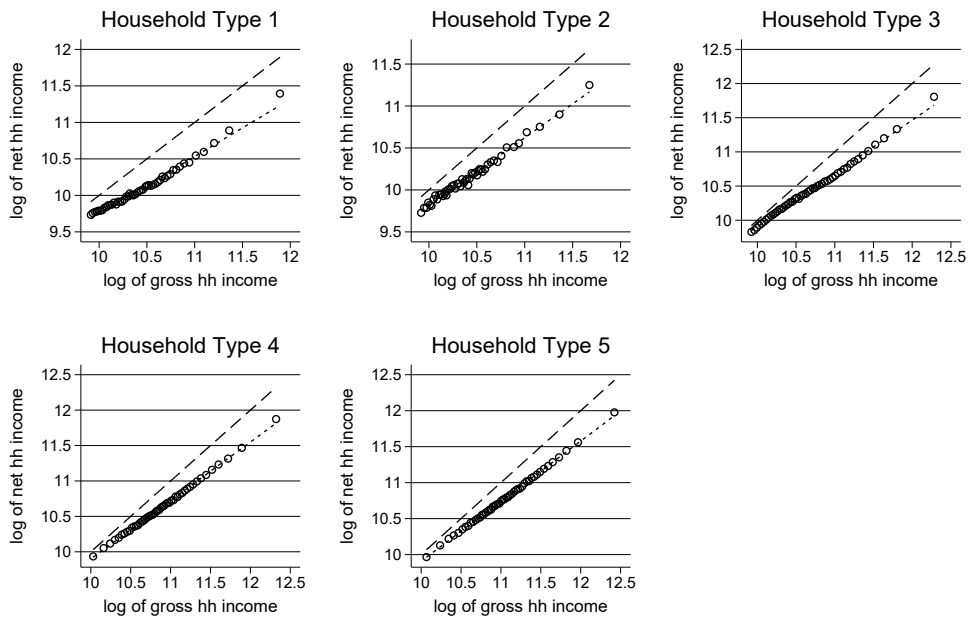 Household Type 1
log of net hh income
12
11.5
11
10.5
10
9.5
10 10.5 11 11.5 12
log of gross hh income
Household Type 2
log of net hh income
11.5
11
10.5
10
9.5
10 10.5 11 11.5 12
log of gross hh income
Household Type 3
log of net hh income
12.5
12
11.5
11
10.5
10
10 10.5 11 11.5 12 12.5
log of gross hh income
Household Type 4
log of net hh income
12.5
12
11.5
11
10.5
10
10 10.5 11 11.5 12 12.5
log of gross hh income
Household Type 5
log of net hh income
12.5
12
11.5
11
10.5
10
10 10.5 11 11.5 12 12.5
log of gross hh income